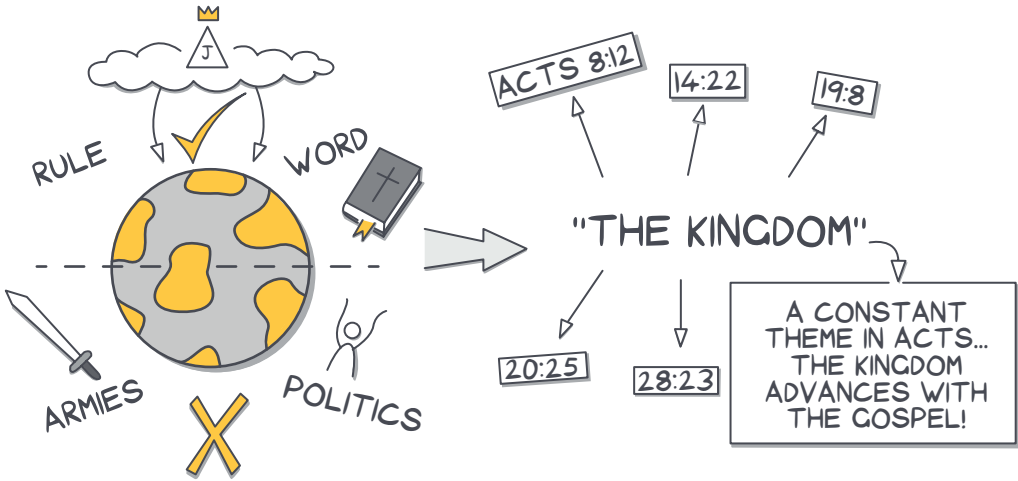 J
RULE
WORD
ARMIES
POLITICS
ACTS 8:12
14:22
19:8
"THE KINGDOM"
20:25
28:23
A CONSTANT
THEME IN ACTS...
THE KINGDOM
ADVANCES WITH
THE GOSPEL!